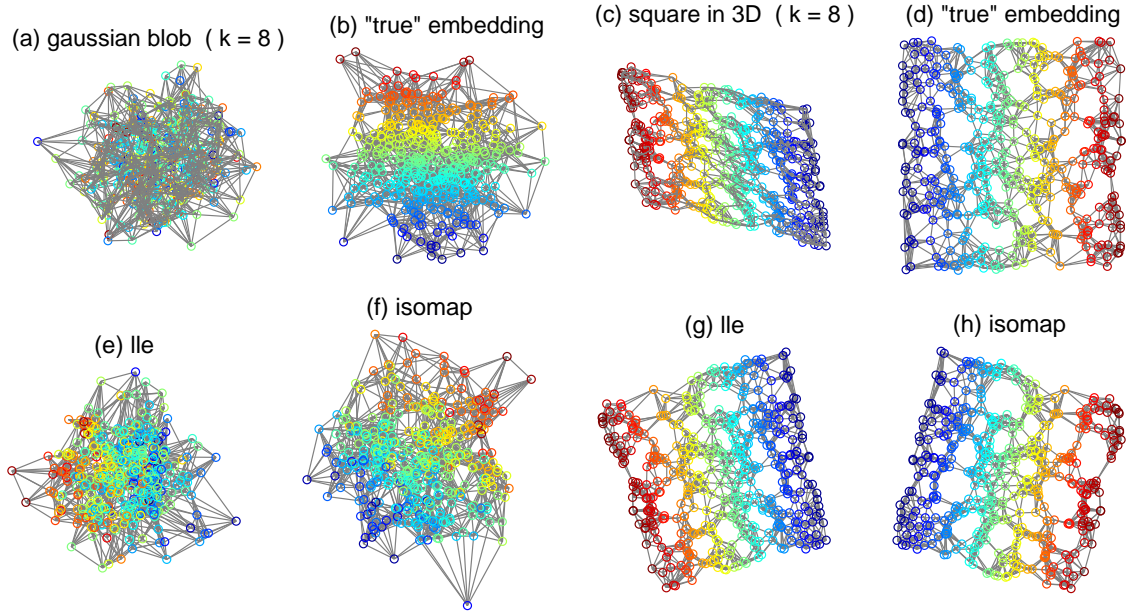 (a) gaussian blob ( k = 8 )
(b) "true" embedding
(c) square in 3D ( k = 8 )
(d) "true" embedding
(e) lle
(f) isomap
(g) lle
(h) isomap